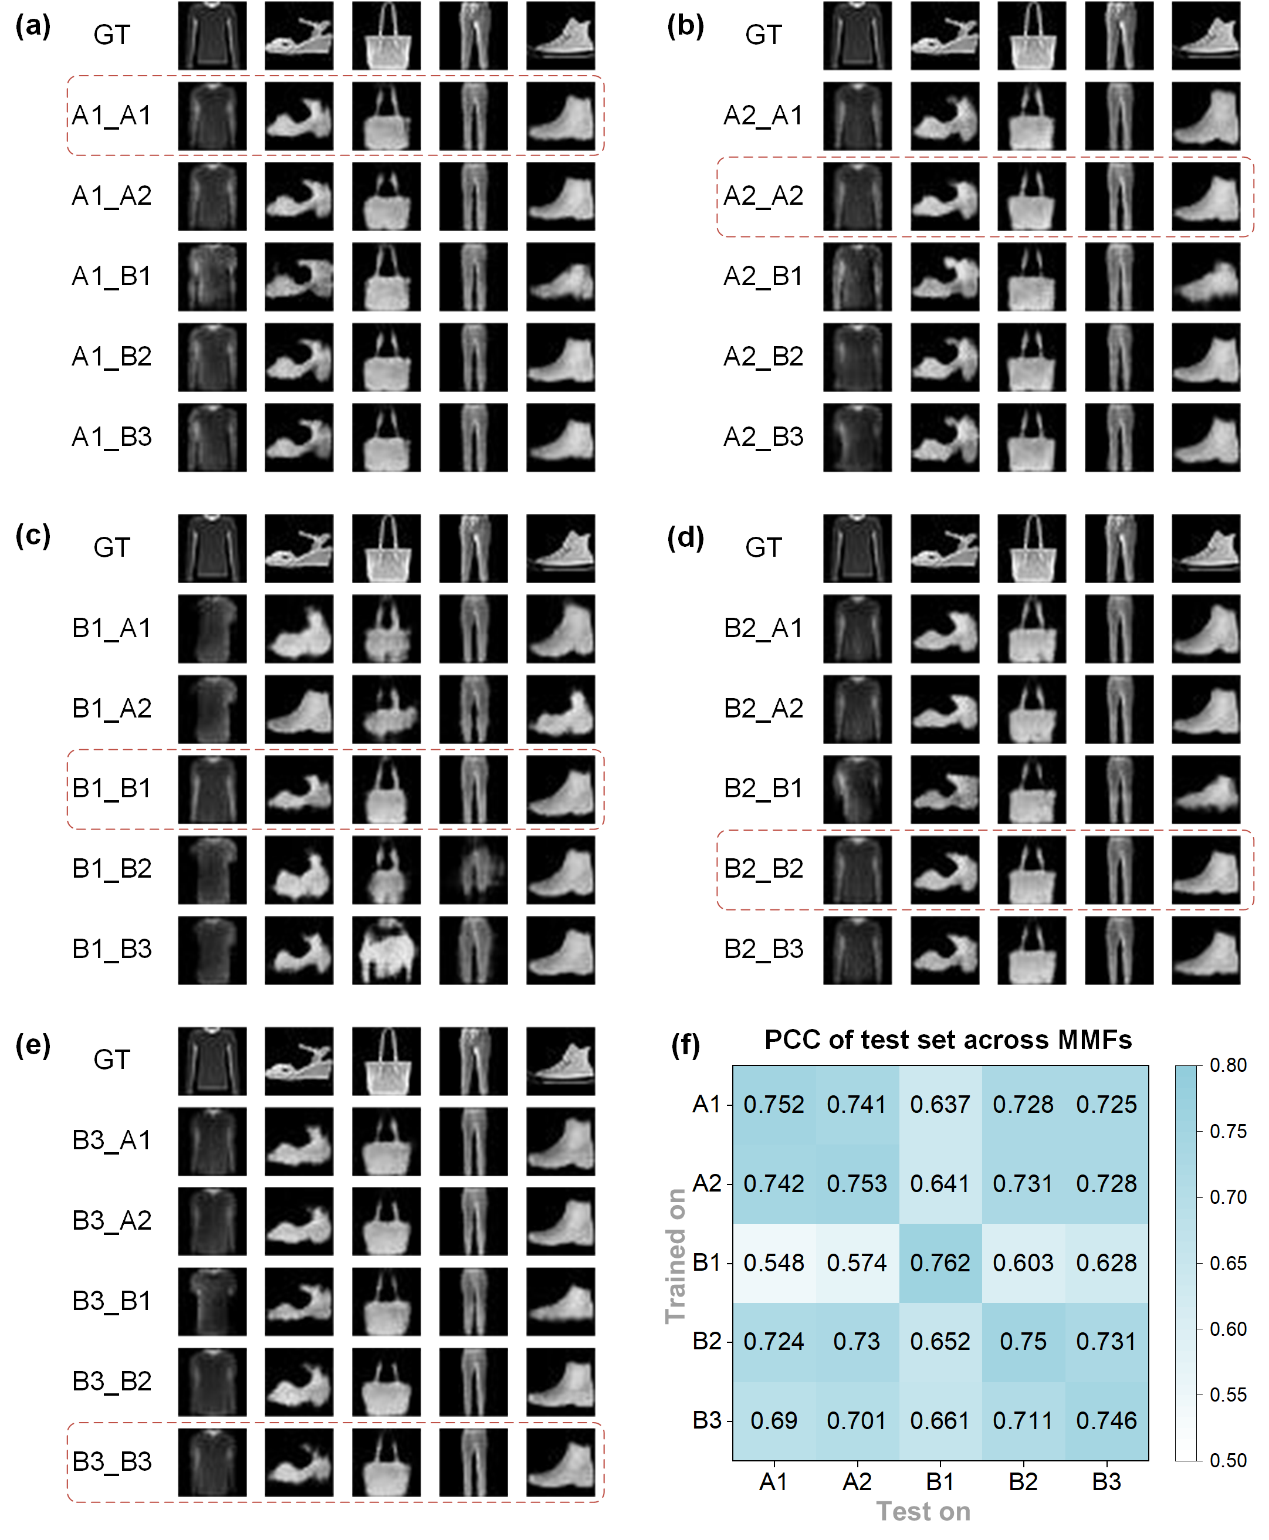 (a)
GT
A1_A1
A1_A2
A1_B1
A1_B2
A1_B3
(b)
GT
A2_A1
A2_A2
A2_B1
A2_B2
A2_B3
(c)
GT
B1_A1
B1_A2
B1_B1
B1_B2
B1_B3
(d)
GT
B2_A1
B2_A2
B2_B1
B2_B2
B2_B3
(e)
GT
B3_A1
B3_A2
B3_B1
B3_B2
B3_B3
(f)
PCC of test set across MMFs
Trained on
A1 0.752 0.741 0.637 0.728 0.725
A2 0.742 0.753 0.641 0.731 0.728
B1 0.548 0.574 0.762 0.603 0.628
B2 0.724 0.73 0.652 0.75 0.731
B3 0.69 0.701 0.661 0.711 0.746
A1 A2 B1 B2 B3
Test on
0.80
0.75
0.70
0.65
0.60
0.55
0.50